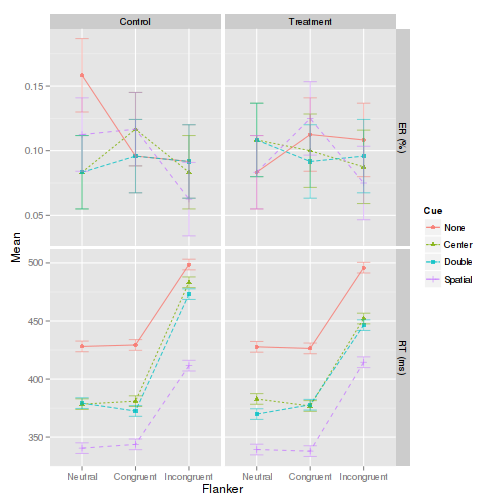 Control Treatment
0.15
0.10
0.05
ER (%)
Mean
500
450
400
350
RT (ms)
Neutral Congruent Incongruent Neutral Congruent Incongruent
Flanker
Cue
None
Center
Double
Spatial